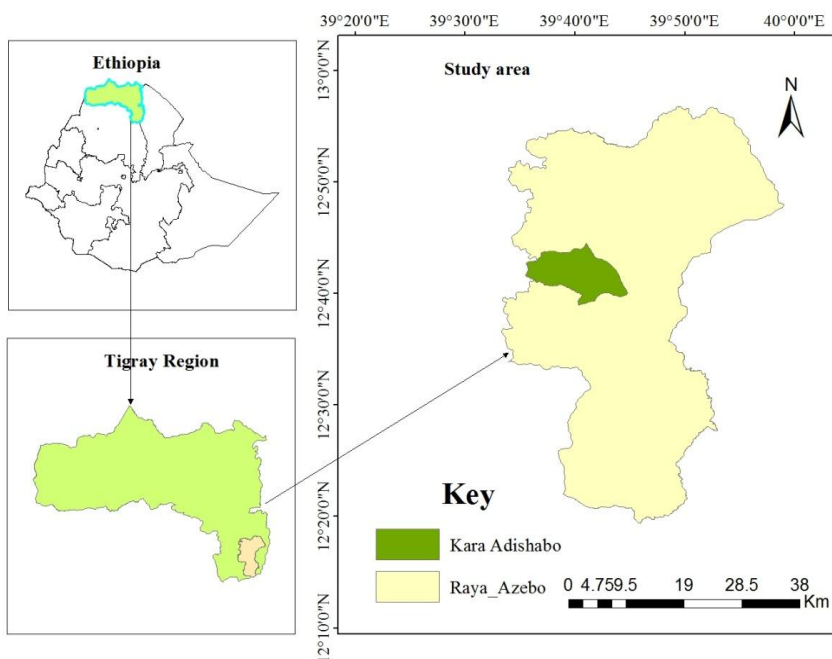 39°20'0"E 39°30'0"E 39°40'0"E 39°50'0"E 40°00'0"E
Ethiopia
Study area
N
13°0'0"N
12°50'0"N
12°40'0"N
12°30'0"N
12°20'0"N
12°10'0"N
Tigray Region
Key
Kara Adishabo
Raya_Azebo
0 4.759.5 19 28.5 38
Km